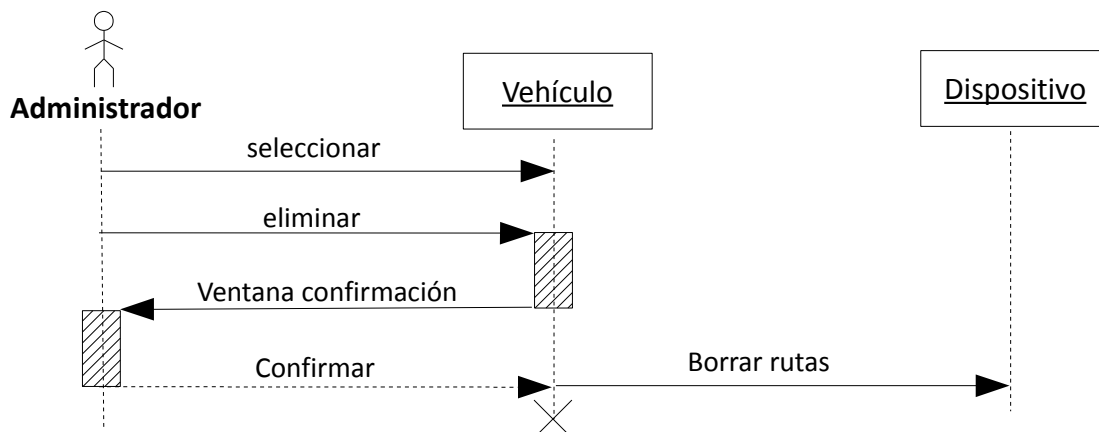 Administrador
Vehículo
Dispositivo
seleccionar
eliminar
Ventana confirmación
Confirmar
Borrar rutas